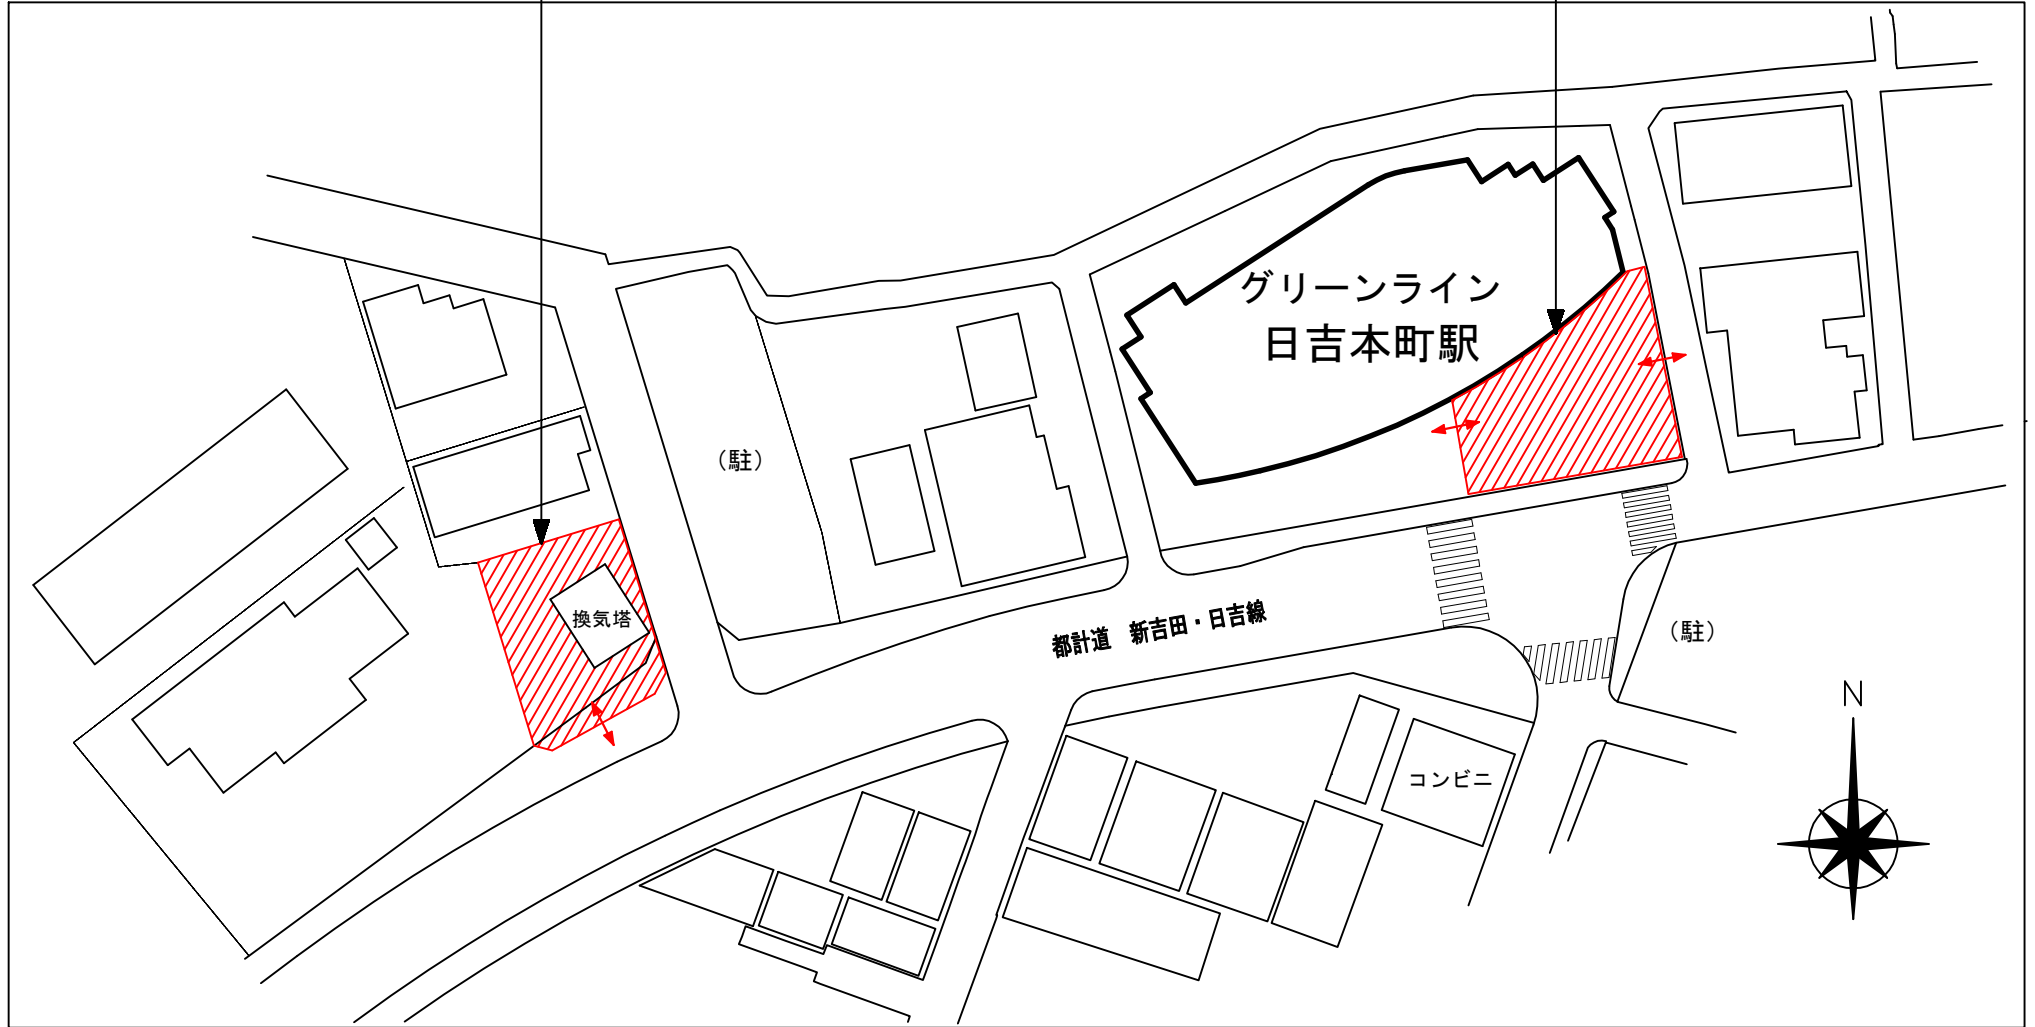 グリーンライン
日吉本町駅
(駐)
換気塔
都計道 新吉田・日吉線
(駐)
コンビニ
N